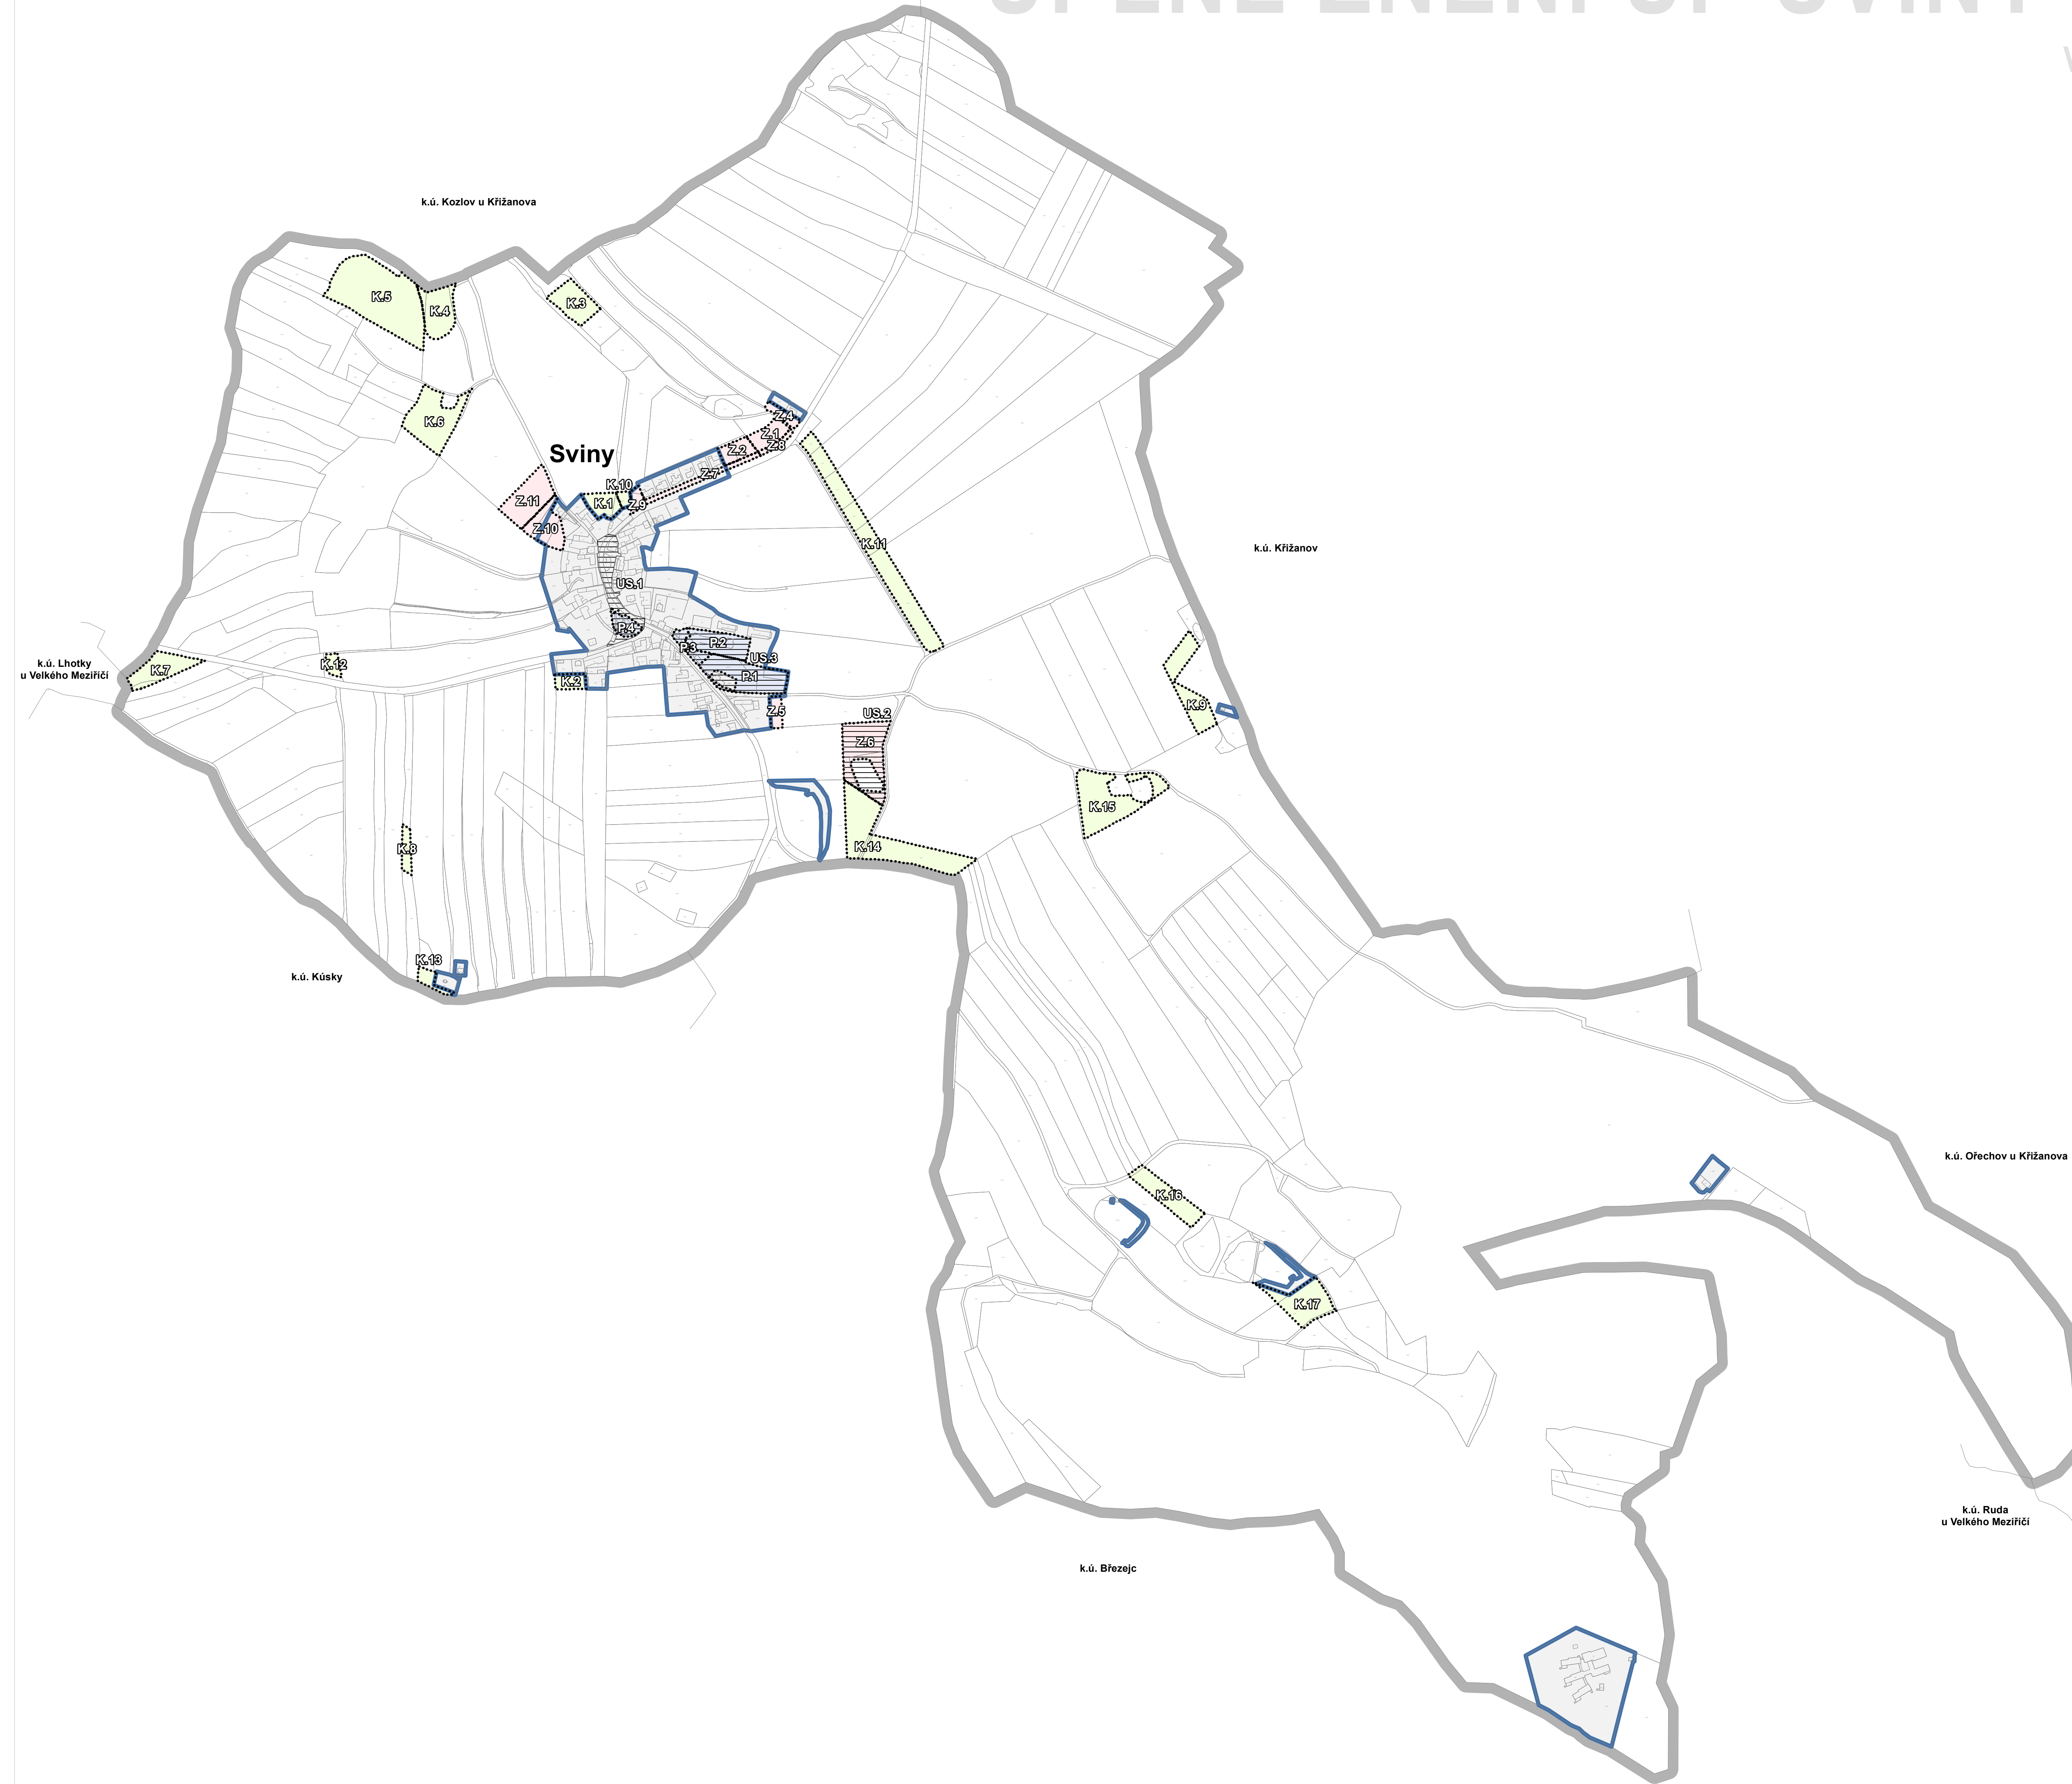 k.ú. Kozlov u Křižanova
K.5
K.4
K.3
K.6
Z.4
Z.1
Z.8
Z.2
Sviny
Z.7
K.10
Z.11
K.1
Z.9
Z.10
K.11
k.ú. Křižanov
US.1
P.4
P.2
P.3
US.3
k.ú. Lhotky
u Velkého Meziříčí
K.7
K.12
K.2
P.1
K.9
Z.5
US.2
Z.6
K.15
K.8
K.14
K.13
k.ú. Kúsky
k.ú. Ořechov u Křižanova
K.16
K.17
k.ú. Ruda
u Velkého Meziříčí
k.ú. Březejc